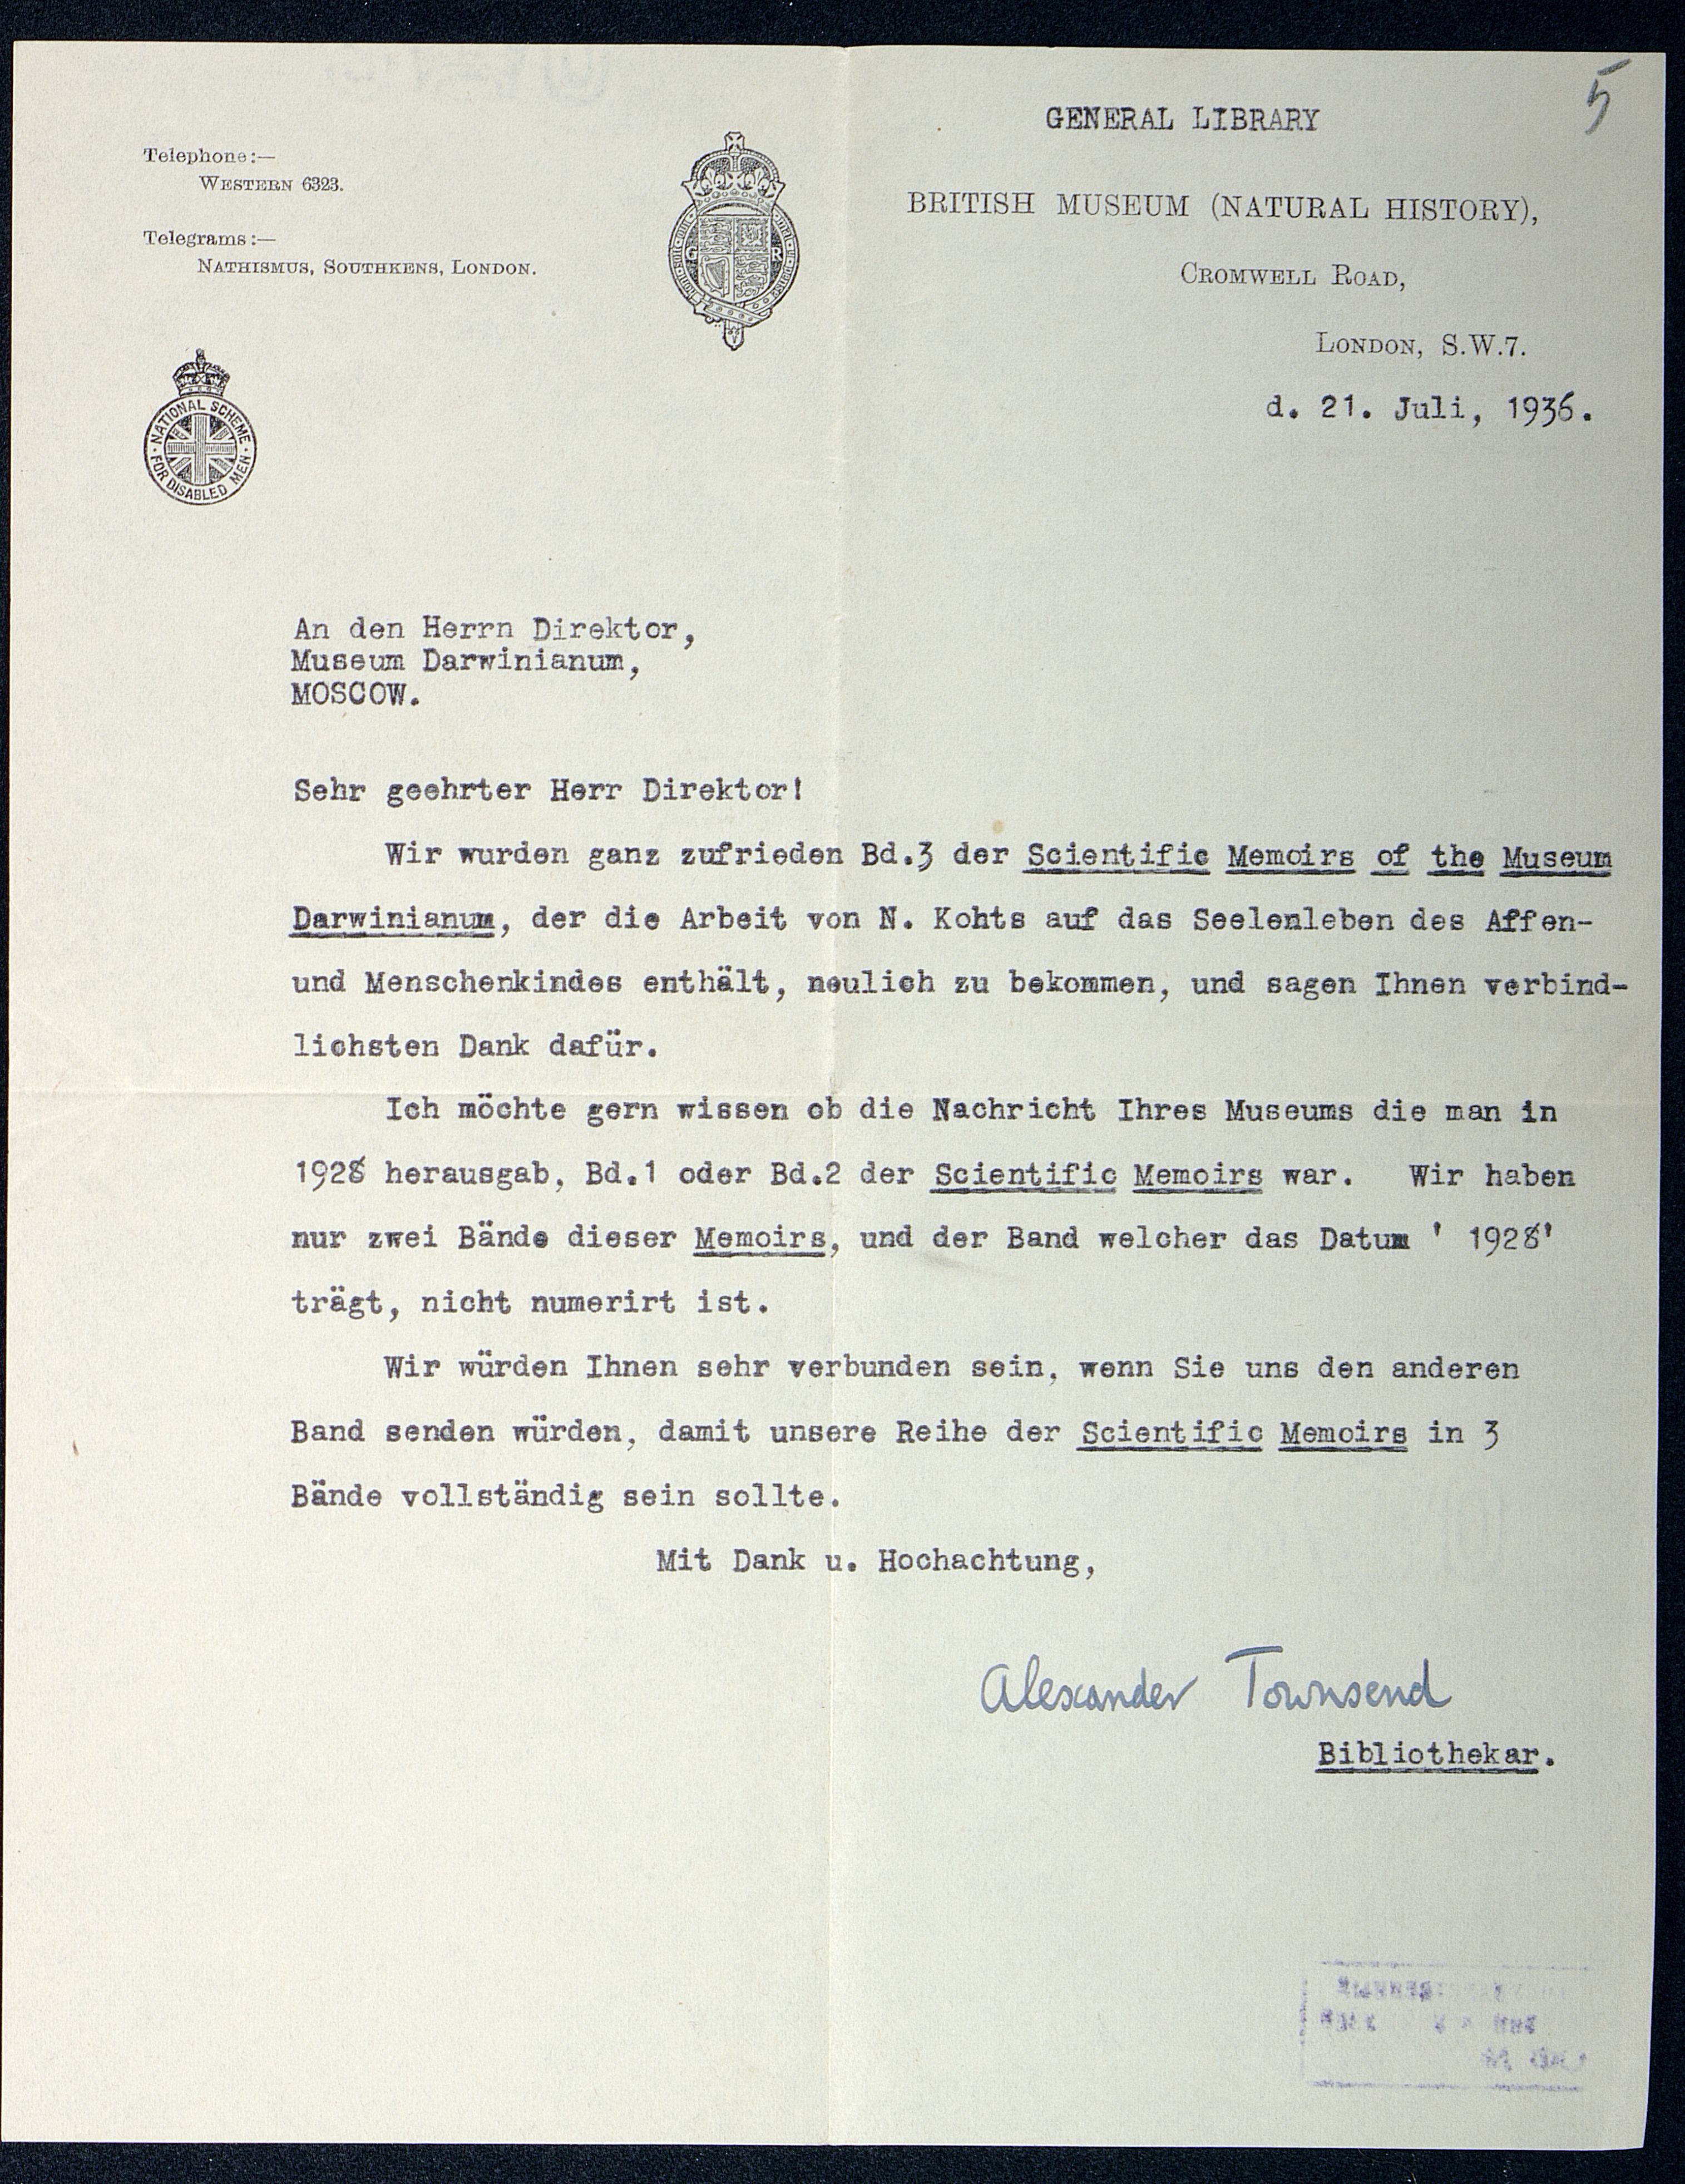 5
GENERAL LIBRARY
Telephone:—
WESTERN 6323.
Telegrams:—
NATHISMUS, SOUTHKENS, LONDON.
G R
BRITISH MUSEUM (NATURAL HISTORY),
CROMWELL ROAD,
LONDON, S.W.7.
d. 21. Juli, 1936.
NATIONAL SCHEME
FOR DISABLED MEN
An den Herrn Direktor,
Museum Darwinianum,
MOSCOW.
Sehr geehrter Herr Direktor!
Wir wurden ganz zufrieden Bd.3 der Scientific Memoirs of the Museum
Darwinianum, der die Arbeit von N. Kohts auf das Seelenleben des Affen-
und Menschenkindes enthält, neulich zu bekommen, und sagen Ihnen verbind-
lichsten Dank dafür.
Ich möchte gern wissen ob die Nachricht Ihres Museums die man in
1928 herausgab, Bd.1 oder Bd.2 der Scientific Memoirs war. Wir haben
nur zwei Bände dieser Memoirs, und der Band welcher das Datum ' 1928'
trägt, nicht numerirt ist.
Wir würden Ihnen sehr verbunden sein, wenn Sie uns den anderen
Band senden würden, damit unsere Reihe der Scientific Memoirs in 3
Bände vollständig sein sollte.
Mit Dank u. Hochachtung,
Alexander Townsend
Bibliothekar.